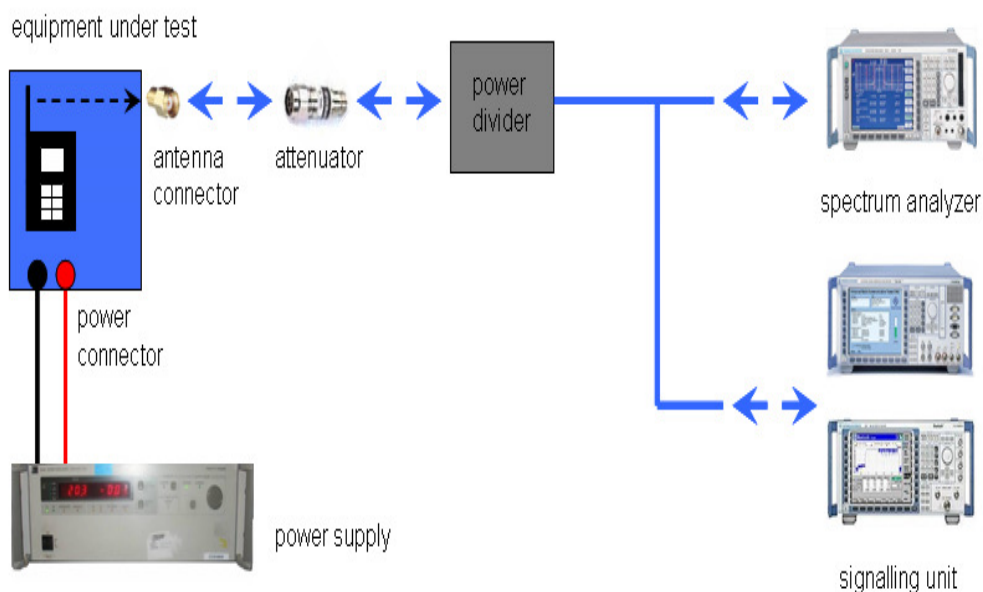 equipment under test
power
divider
antenna
connector
attenuator
spectrum analyzer
power
connector
power supply
signalling unit